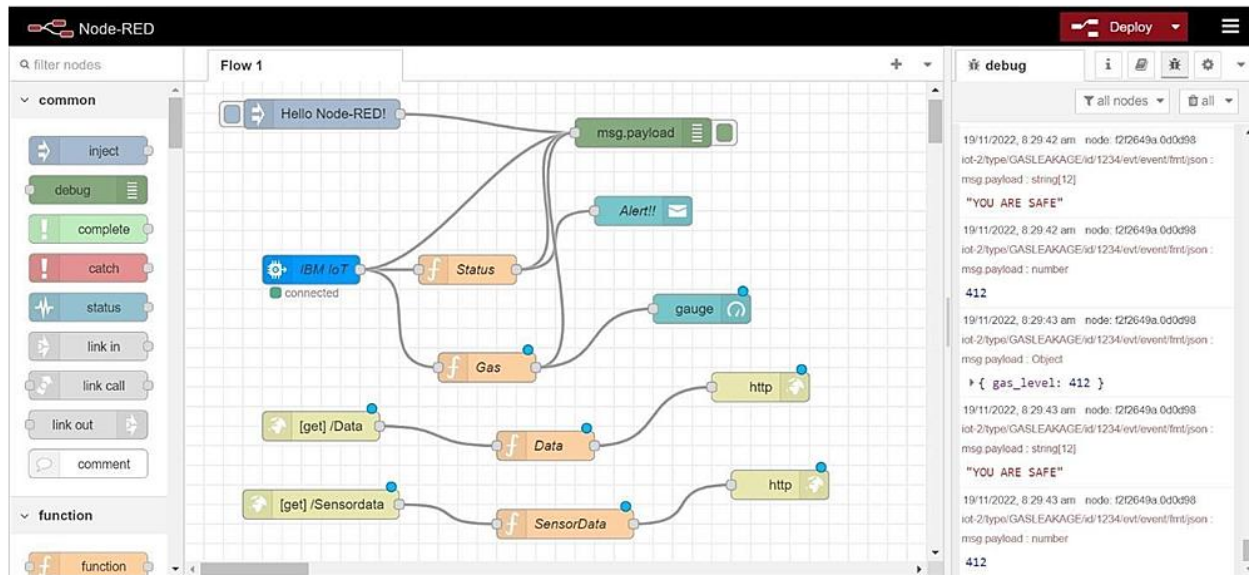 Node-RED
Deploy
filter nodes
Flow 1
debug
i
all nodes
all
common
inject
debug
complete
catch
status
link in
link call
link out
comment
function
function
Hello Node-RED!
msg.payload
Alert!!
IBM IoT
connected
Status
gauge
Gas
http
[get] /Data
Data
http
[get] /Sensordata
SensorData
19/11/2022, 8:29:42 am node: f2f2649a.0d0d98
iot-2/type/GASLEAKAGE/id/1234/evt/event/fmt/json :
msg.payload : string[12]
"YOU ARE SAFE"
19/11/2022, 8:29:42 am node: f2f2649a.0d0d98
iot-2/type/GASLEAKAGE/id/1234/evt/event/fmt/json :
msg.payload : number
412
19/11/2022, 8:29:43 am node: f2f2649a.0d0d98
iot-2/type/GASLEAKAGE/id/1234/evt/event/fmt/json :
msg.payload : Object
{ gas_level: 412 }
19/11/2022, 8:29:43 am node: f2f2649a.0d0d98
iot-2/type/GASLEAKAGE/id/1234/evt/event/fmt/json :
msg.payload : string[12]
"YOU ARE SAFE"
19/11/2022, 8:29:43 am node: f2f2649a.0d0d98
iot-2/type/GASLEAKAGE/id/1234/evt/event/fmt/json :
msg.payload : number
412